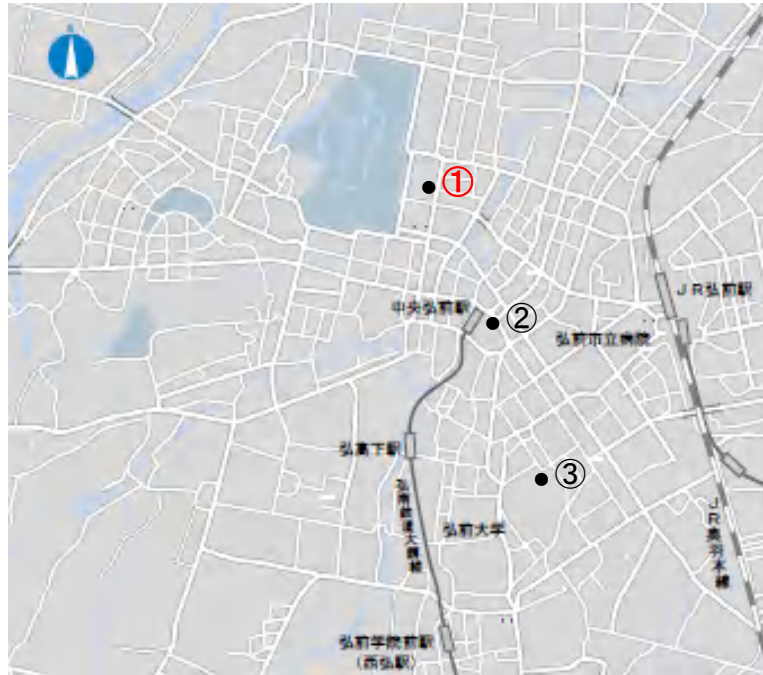 ①
JR弘前駅
中央弘前駅
②
弘前市立病院
弘高下駅
③
弘南鉄道大鰐線
弘前大学
JR奥羽本線
弘前学院前駅
(西弘駅)